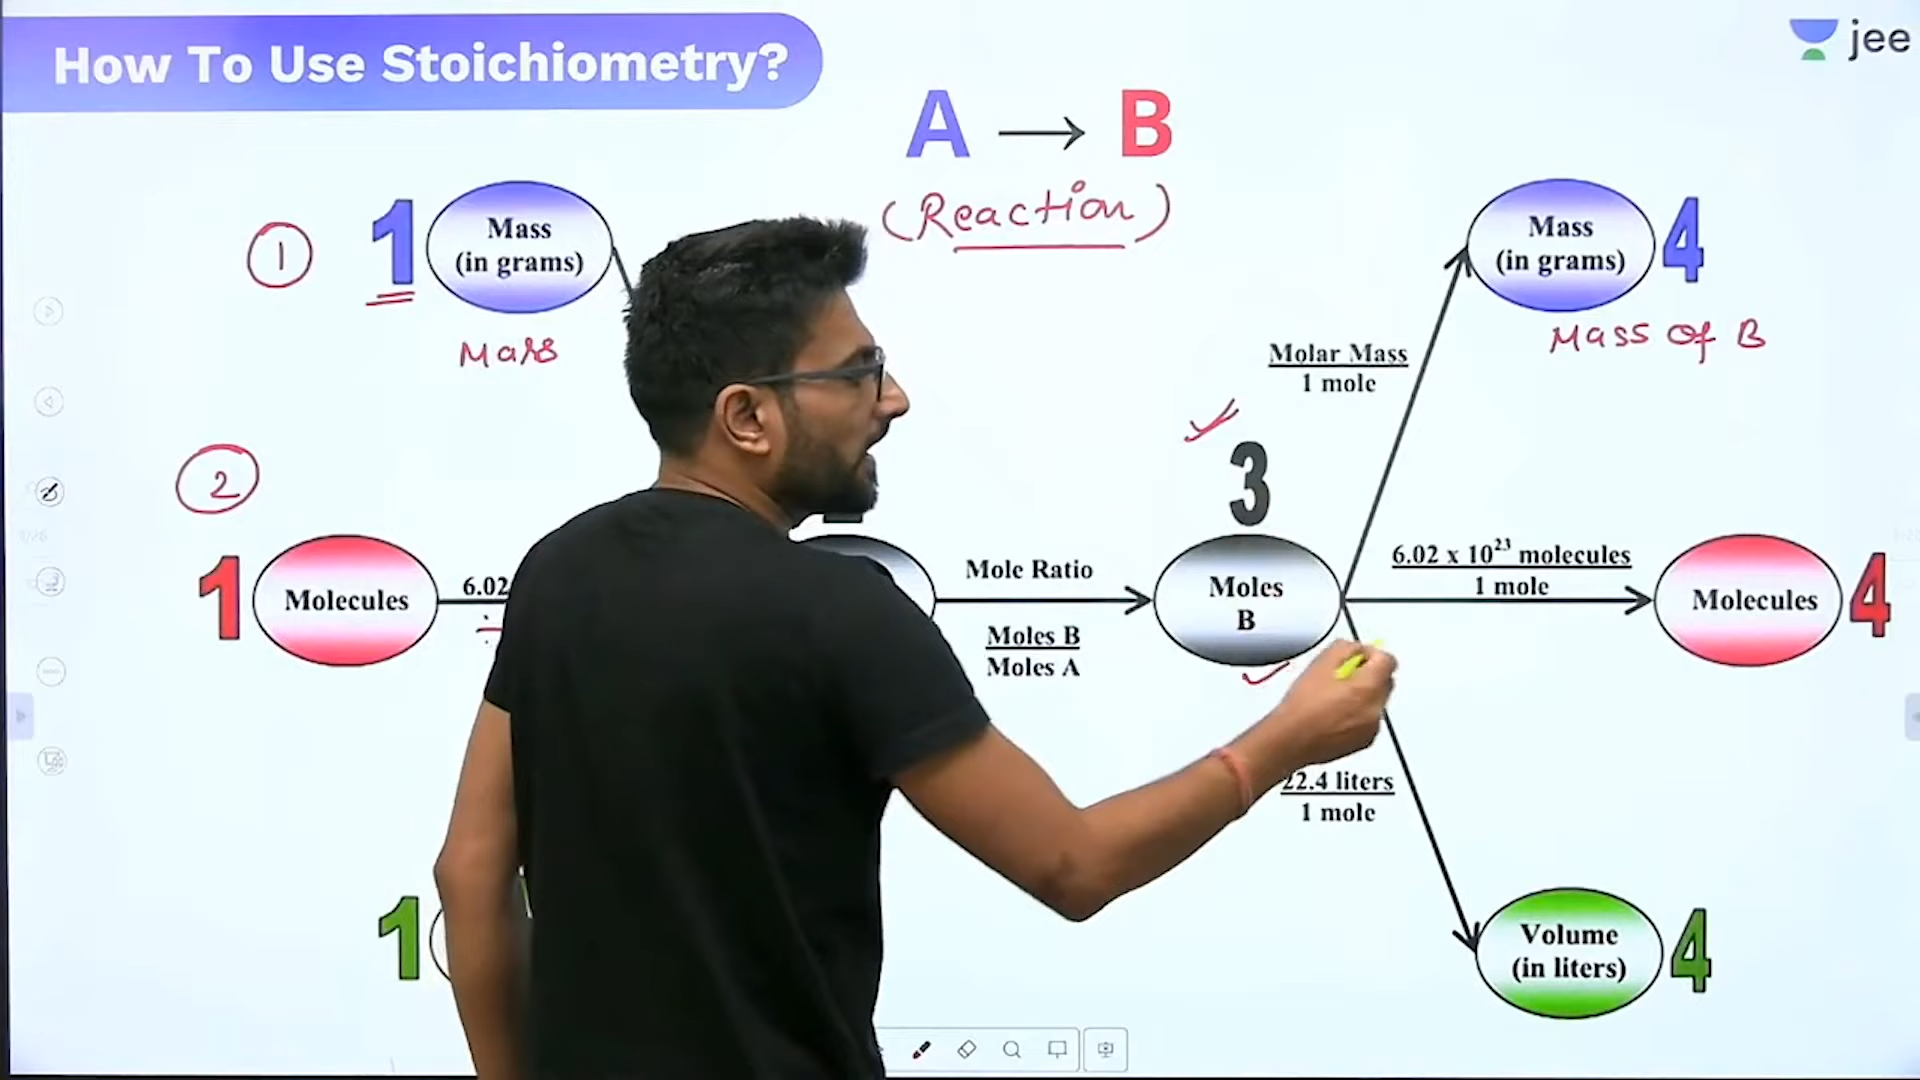 How To Use Stoichiometry?
jee
A → B
(Reaction)
1
1
Mass
(in grams)
Mass
Mass
(in grams)
4
Mass of B
Molar Mass
1 mole
2
3
1
Molecules
6.02
Mole Ratio
Moles B
Moles A
Moles
B
6.02 x 10²³ molecules
1 mole
Molecules
4
22.4 liters
1 mole
1
Volume
(in liters)
4